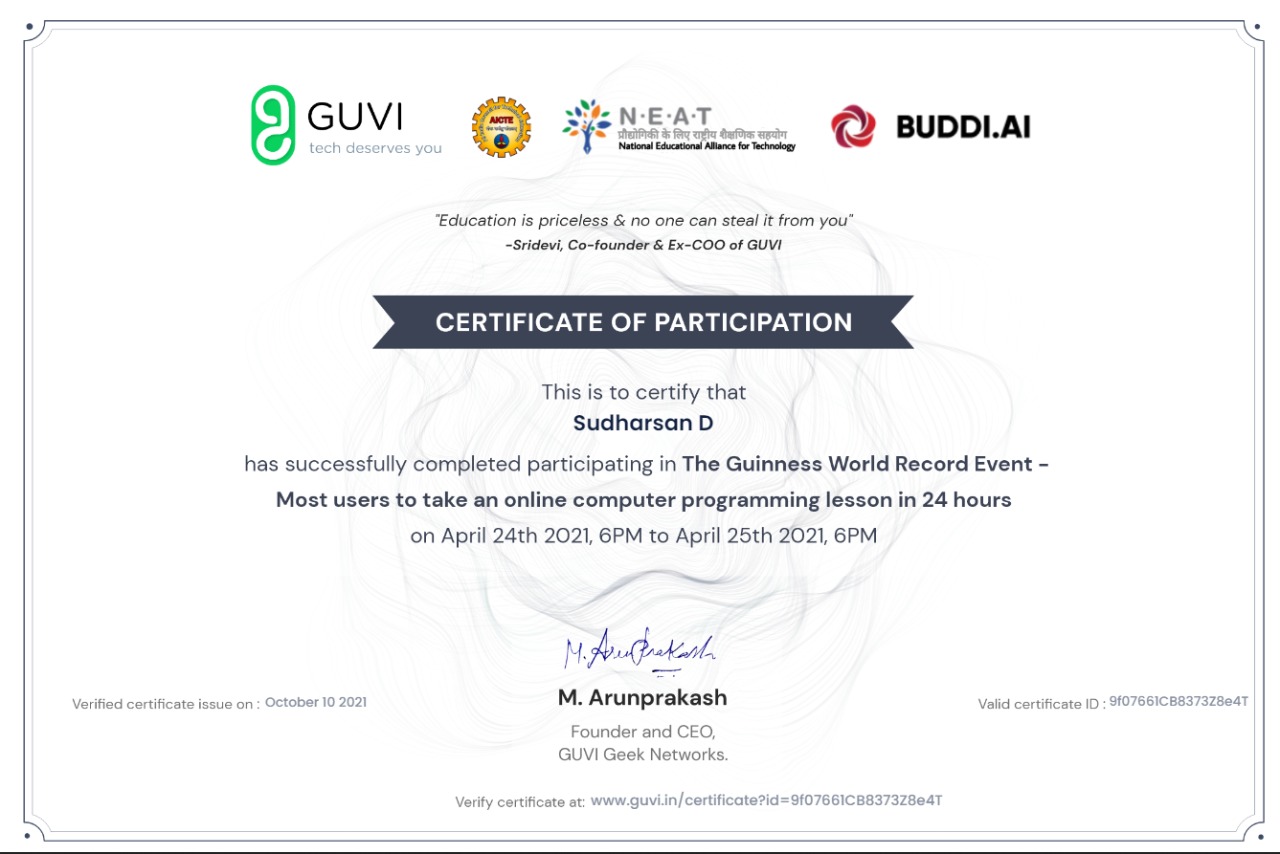 GUVI
tech deserves you
AICTE
N·E·A·T
प्रौद्योगिकी के लिए राष्ट्रीय शैक्षणिक सहयोग
National Educational Alliance for Technology
BUDDI.AI
"Education is priceless & no one can steal it from you"
-Sridevi, Co-founder & Ex-COO of GUVI
CERTIFICATE OF PARTICIPATION
This is to certify that
Sudharsan D
has successfully completed participating in The Guinness World Record Event -
Most users to take an online computer programming lesson in 24 hours
on April 24th 2021, 6PM to April 25th 2021, 6PM
M. Arunprakash
M. Arunprakash
Founder and CEO,
GUVI Geek Networks.
Verified certificate issue on : October 10 2021
Valid certificate ID : 9f07661CB8373Z8e4T
Verify certificate at: www.guvi.in/certificate?id=9f07661CB8373Z8e4T